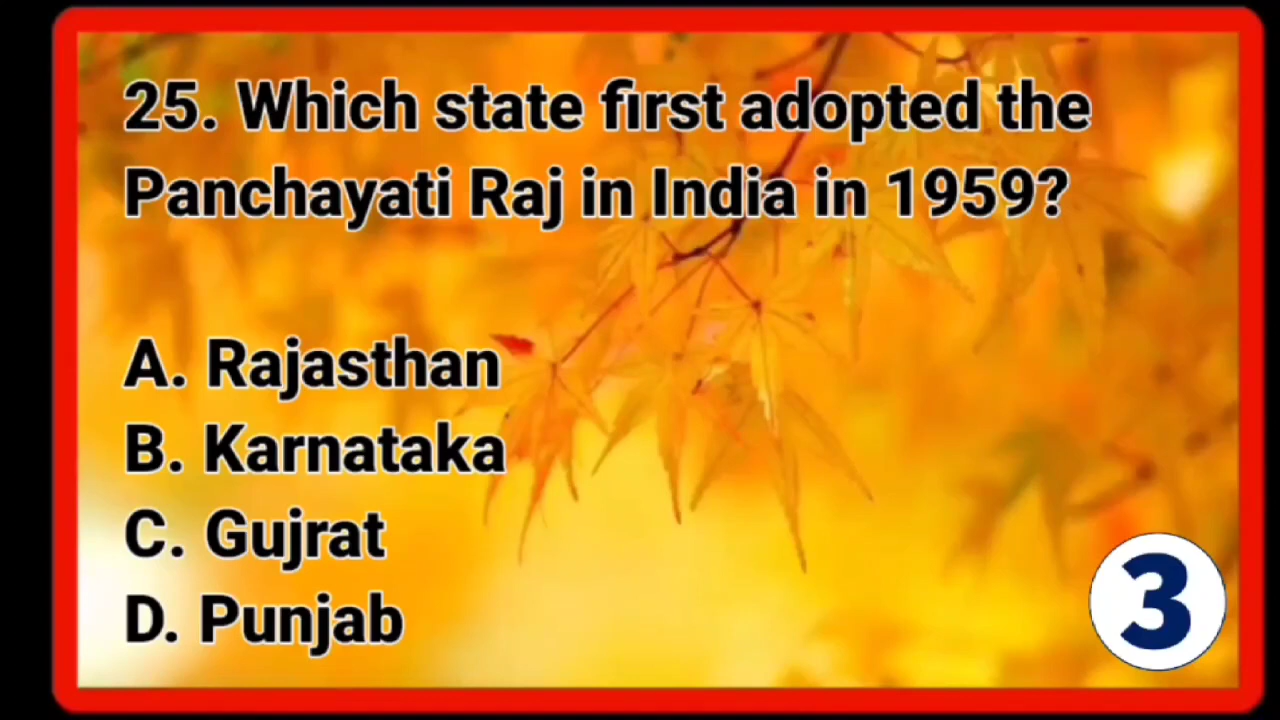 25. Which state first adopted the
Panchayati Raj in India in 1959?
A. Rajasthan
B. Karnataka
C. Gujrat
D. Punjab
3